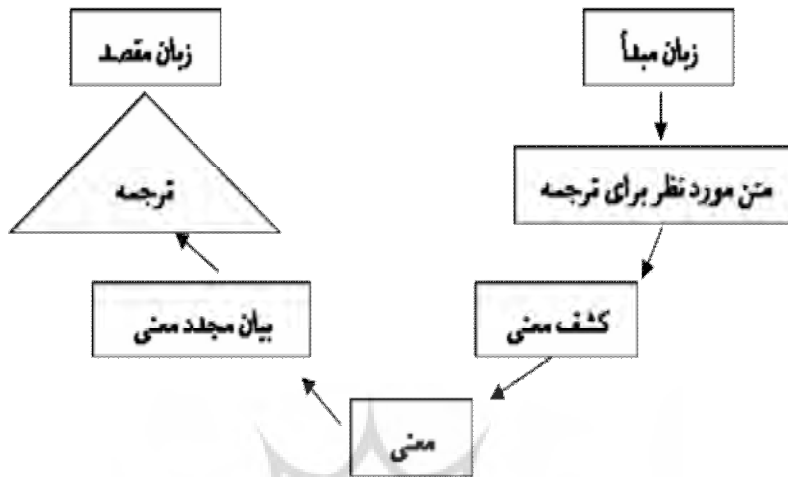 زبان مبدأ
زبان مقصد
متن مورد نظر برای ترجمه
ترجمه
کشف معنی
بیان مجدد معنی
معنی